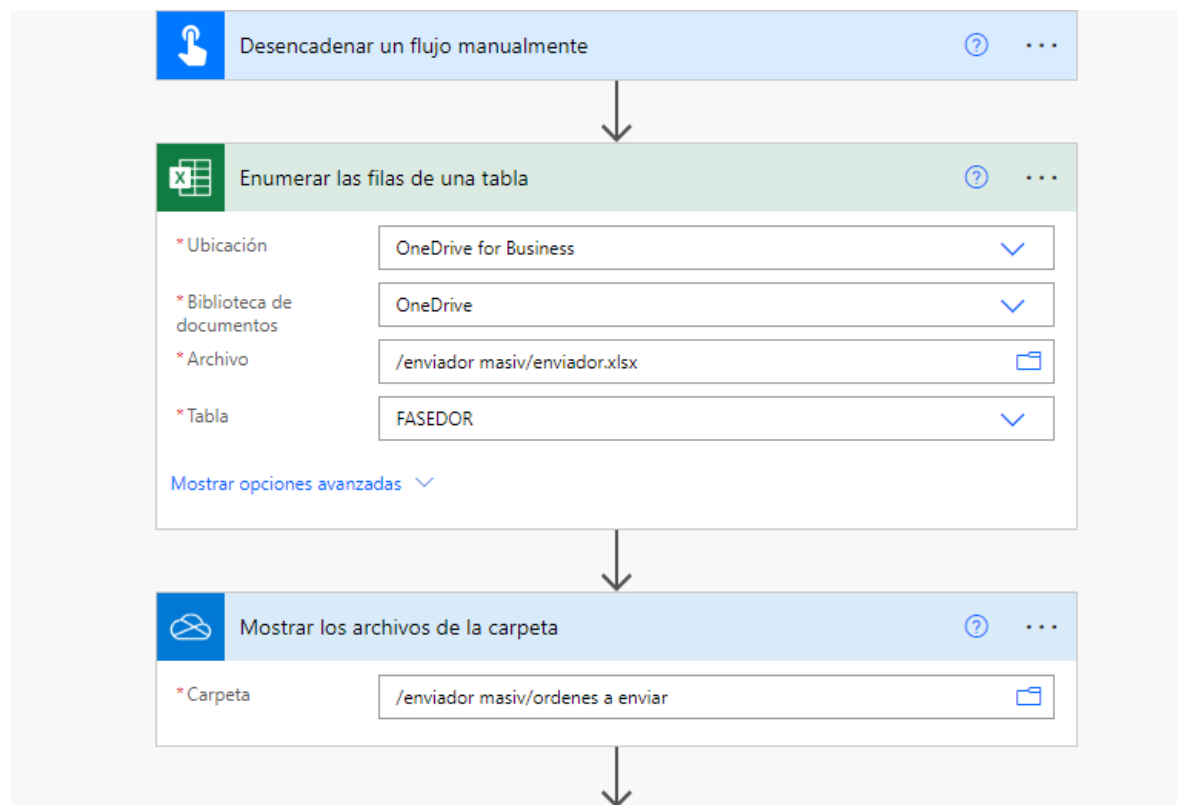 Desencadenar un flujo manualmente
Enumerar las filas de una tabla
* Ubicación
OneDrive for Business
* Biblioteca de
documentos
OneDrive
* Archivo
/enviador masiv/enviador.xlsx
* Tabla
FASEDOR
Mostrar opciones avanzadas
Mostrar los archivos de la carpeta
* Carpeta
/enviador masiv/ordenes a enviar